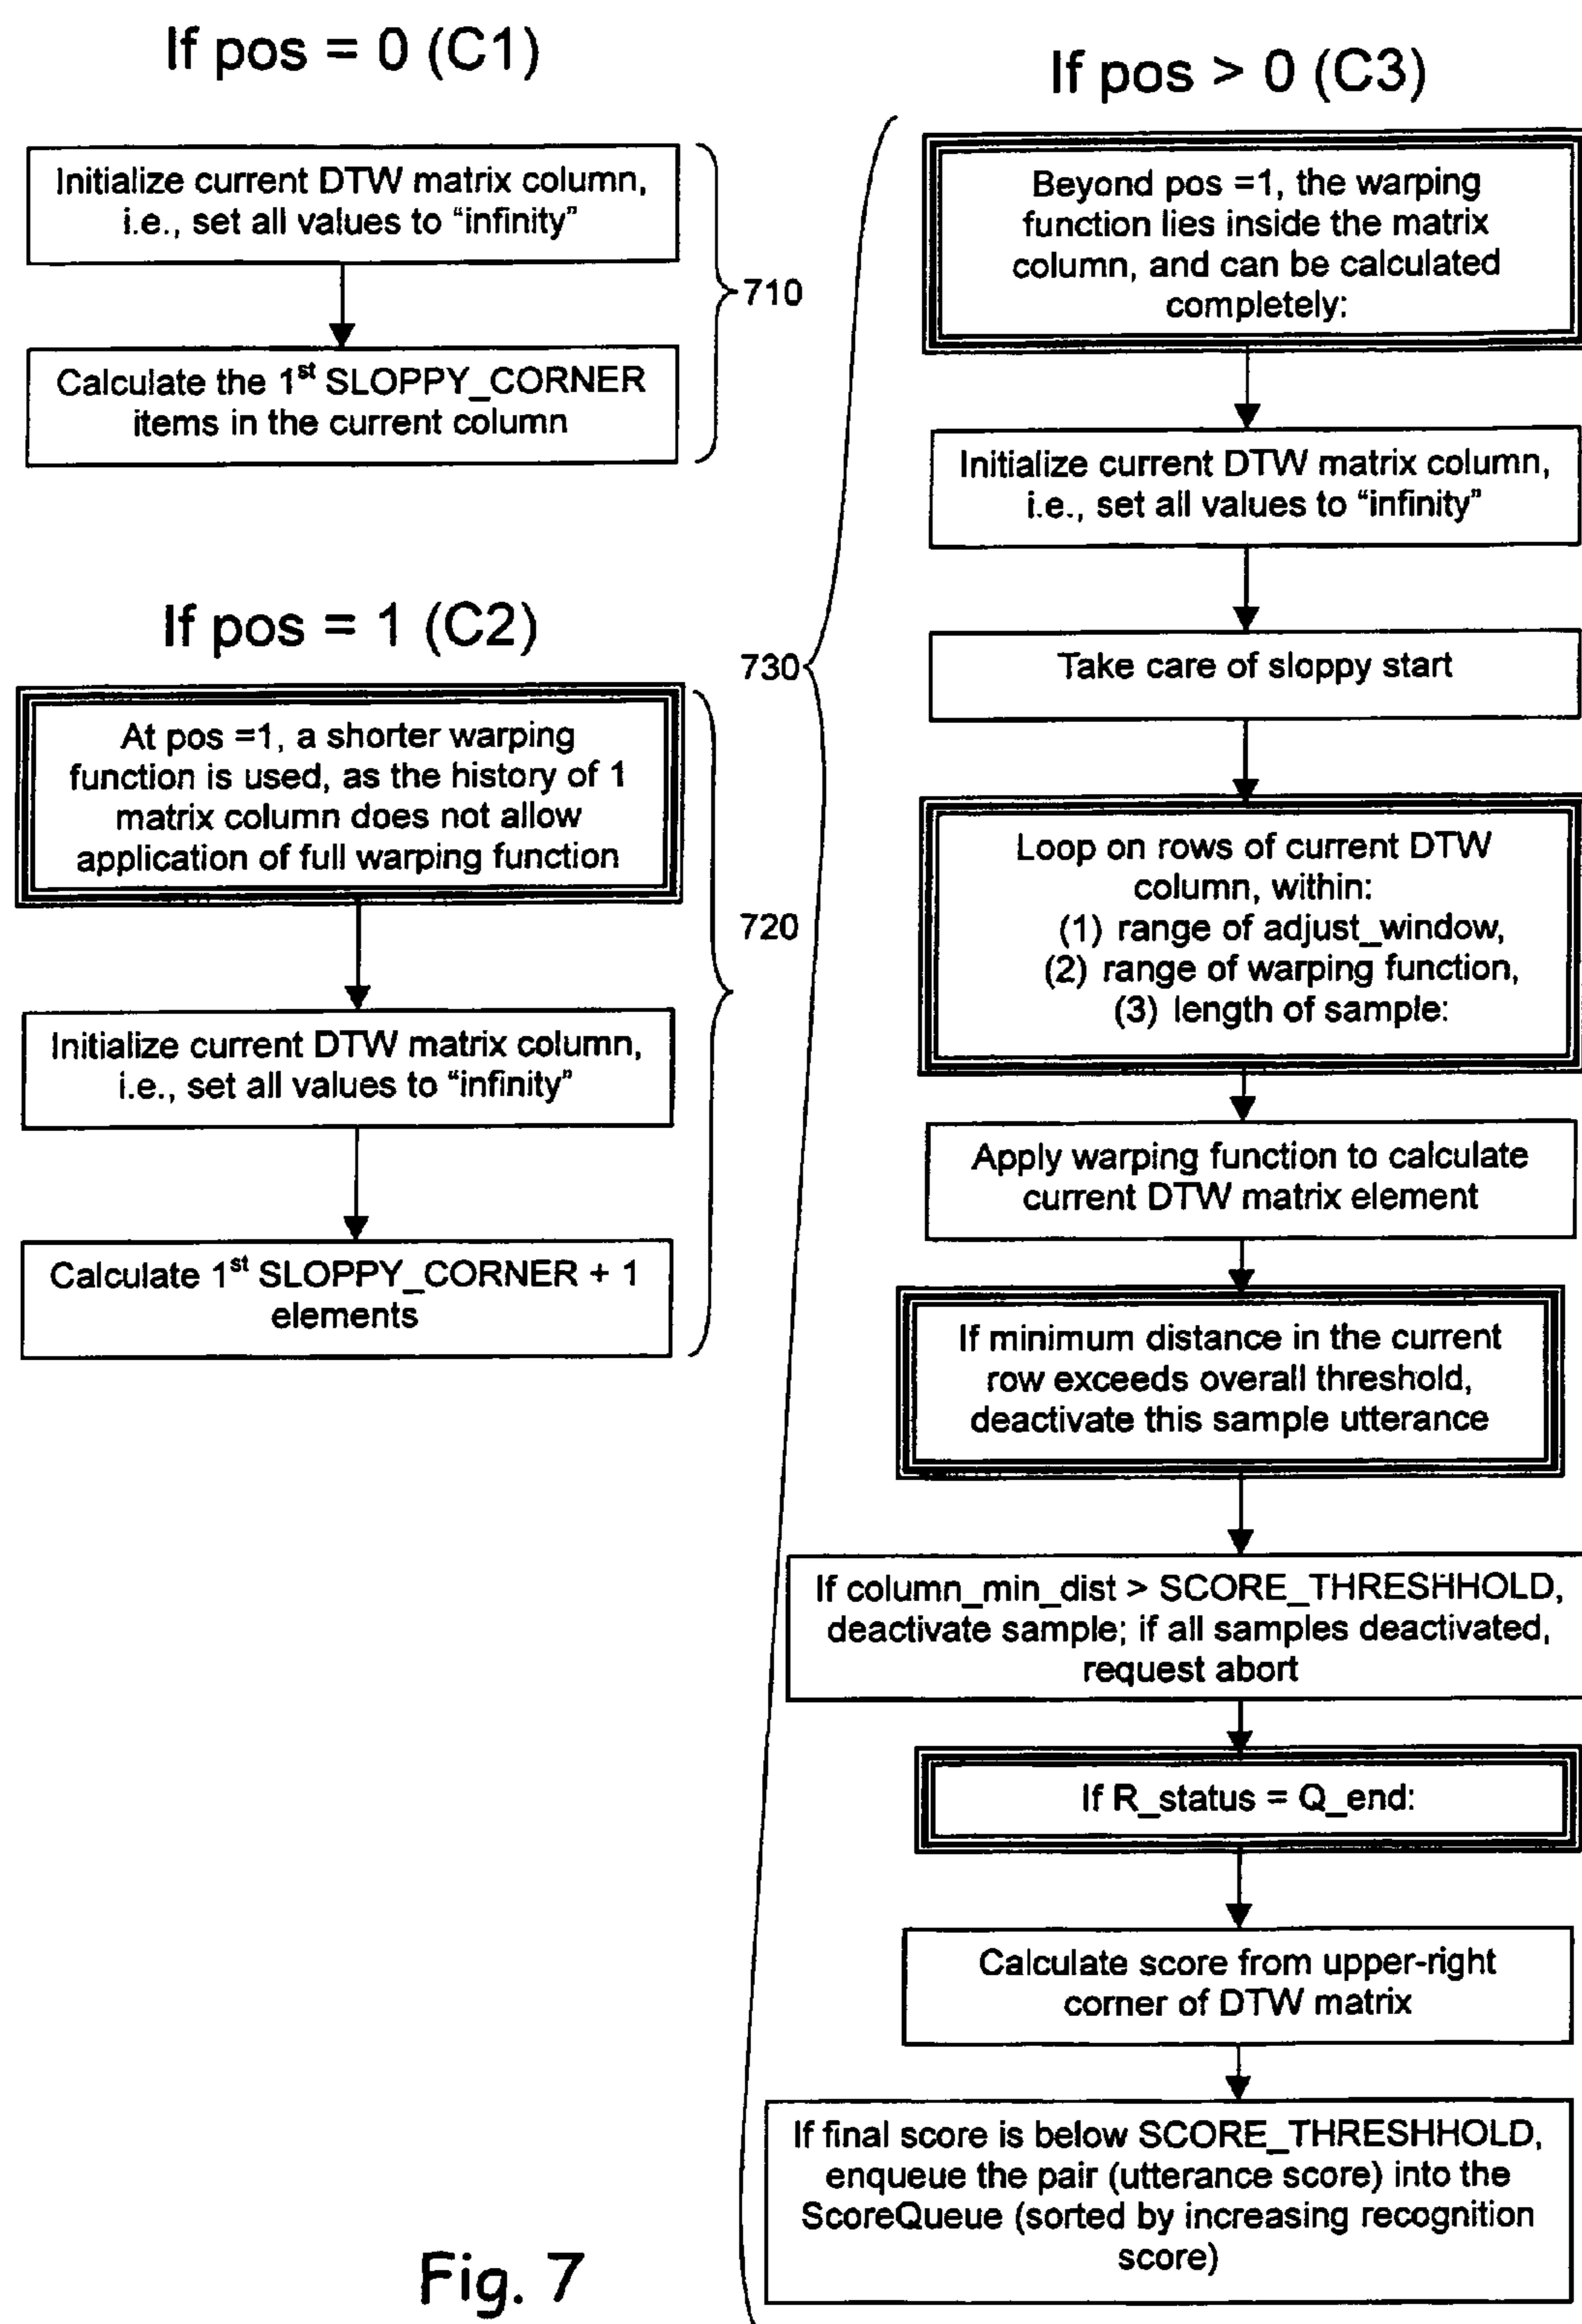 If pos = 0 (C1)
Initialize current DTW matrix column,
i.e., set all values to “infinity”
710
Calculate the 1st SLOPPY_CORNER
items in the current column
If pos = 1 (C2)
At pos =1, a shorter warping
function is used, as the history of 1
matrix column does not allow
application of full warping function
720
Initialize current DTW matrix column,
i.e., set all values to “infinity”
Calculate 1st SLOPPY_CORNER + 1
elements
If pos > 0 (C3)
730
Beyond pos =1, the warping
function lies inside the matrix
column, and can be calculated
completely:
Initialize current DTW matrix column,
i.e., set all values to “infinity”
Take care of sloppy start
Loop on rows of current DTW
column, within:
(1) range of adjust_window,
(2) range of warping function,
(3) length of sample:
Apply warping function to calculate
current DTW matrix element
If minimum distance in the current
row exceeds overall threshold,
deactivate this sample utterance
If column_min_dist > SCORE_THRESHHOLD,
deactivate sample; if all samples deactivated,
request abort
If R_status = Q_end:
Calculate score from upper-right
corner of DTW matrix
If final score is below SCORE_THRESHHOLD,
enqueue the pair (utterance score) into the
ScoreQueue (sorted by increasing recognition
score)
Fig. 7